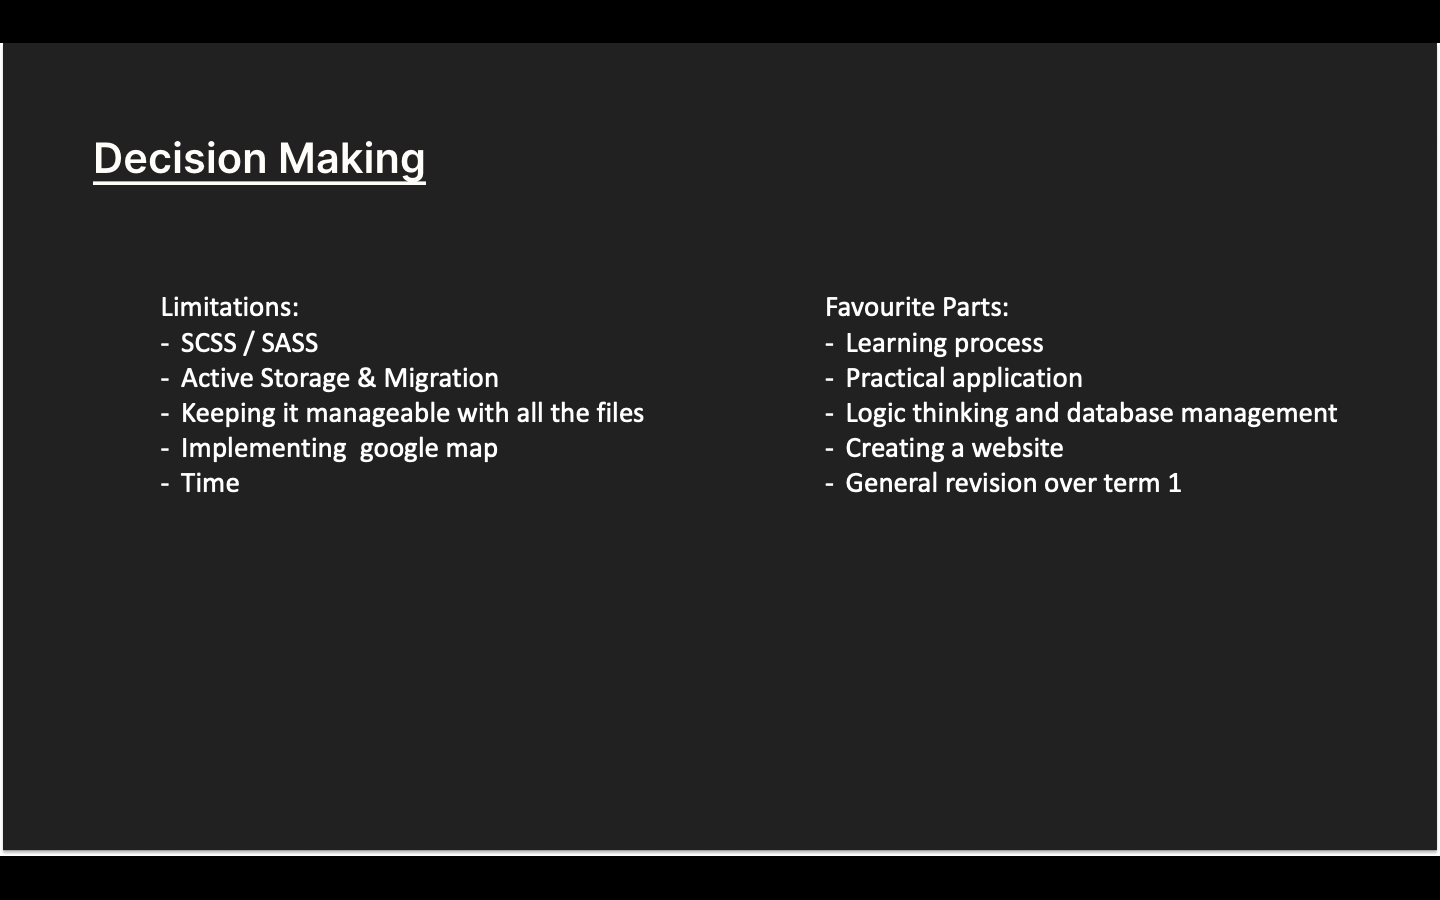 Decision Making
Limitations:
- SCSS / SASS
- Active Storage & Migration
- Keeping it manageable with all the files
- Implementing  google map
- Time
Favourite Parts:
- Learning process
- Practical application
- Logic thinking and database management
- Creating a website
- General revision over term 1